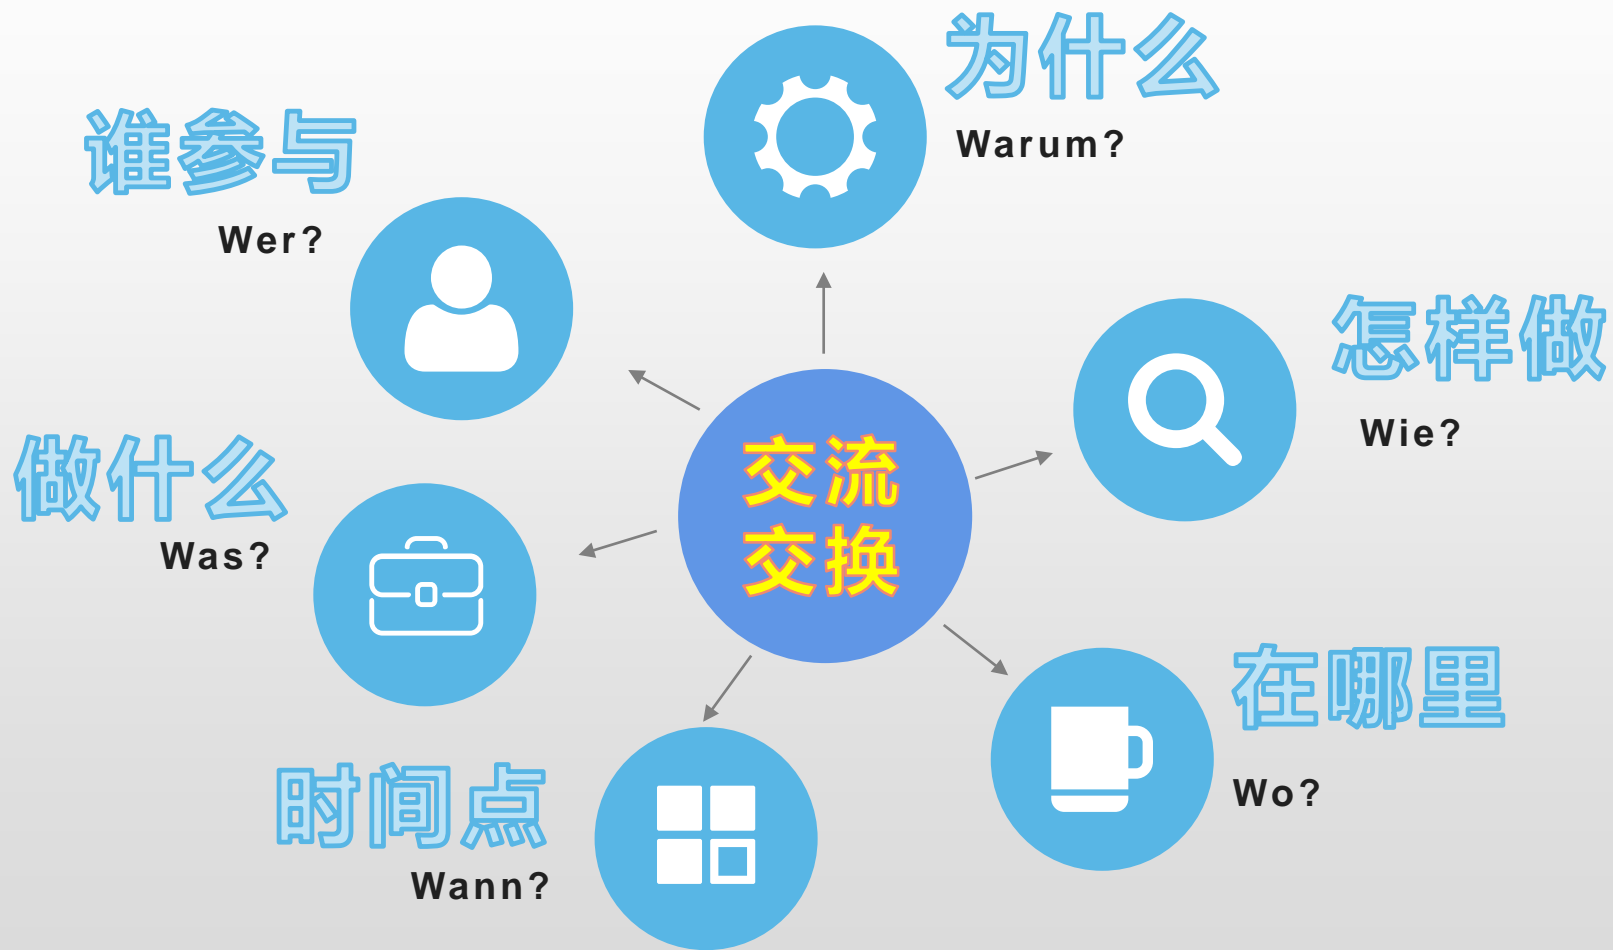 为什么
Warum?
谁参与
Wer?
怎样做
Wie?
做什么
Was?
交流
交换
在哪里
Wo?
时间点
Wann?